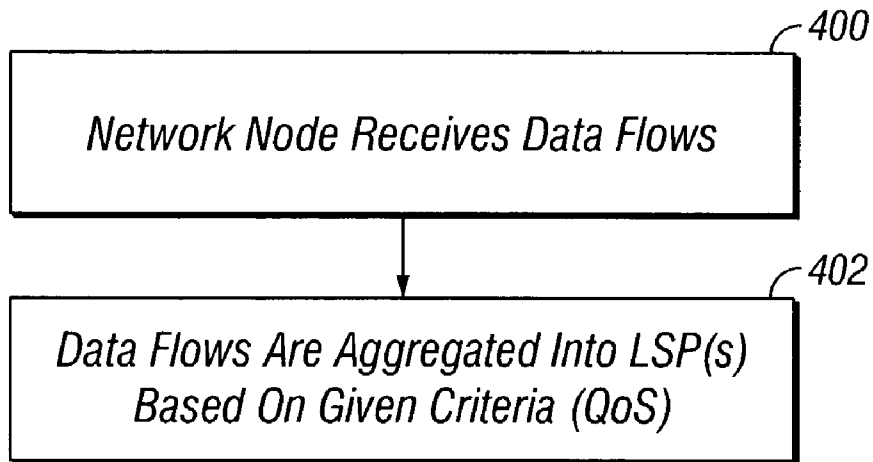 400
Network Node Receives Data Flows
402
Data Flows Are Aggregated Into LSP(s)
Based On Given Criteria (QoS)